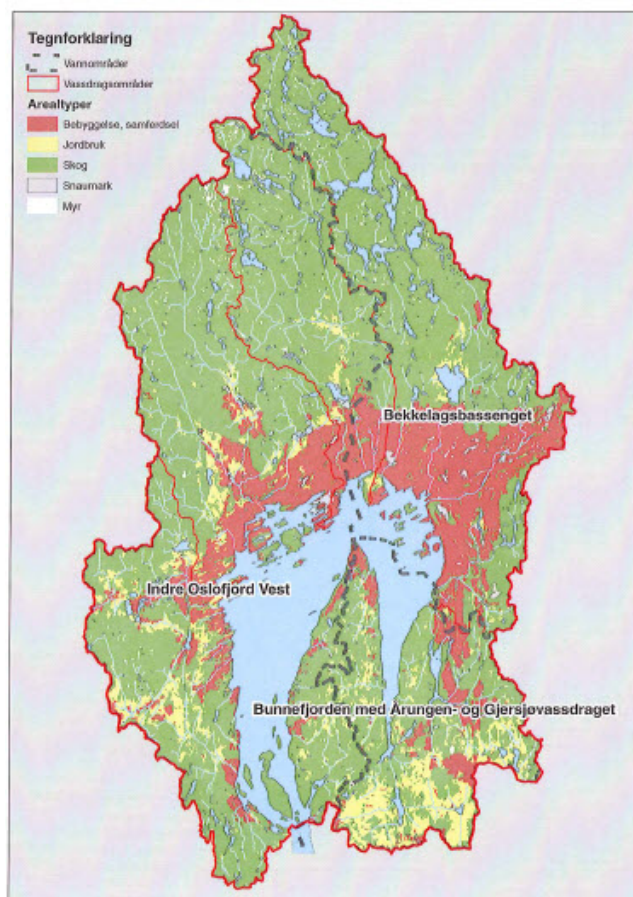 Tegnforklaring
Vannområder
Vassdragsområder
Arealtyper
Bebyggelse, samferdsel
Jordbruk
Skog
Snaumark
Myr
Bekkelagsbassenget
Indre Oslofjord Vest
Bunnefjorden med Årungen- og Gjersjøvassdraget